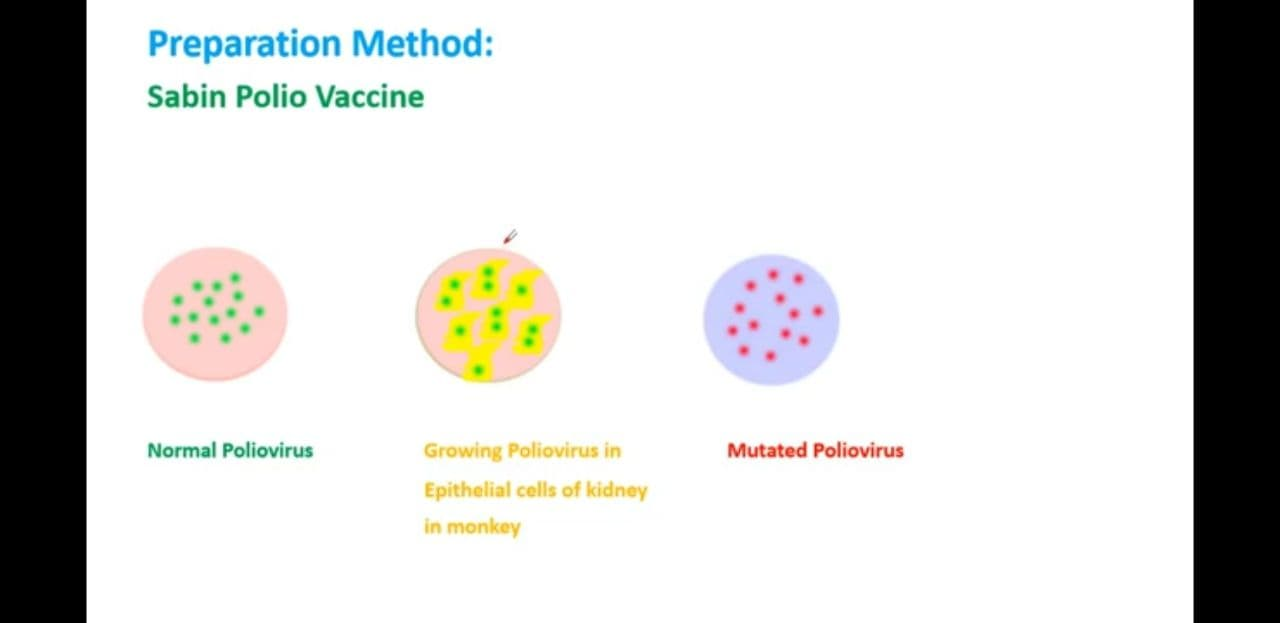 Preparation Method:
Sabin Polio Vaccine
Normal Poliovirus
Growing Poliovirus in
Epithelial cells of kidney
in monkey
Mutated Poliovirus